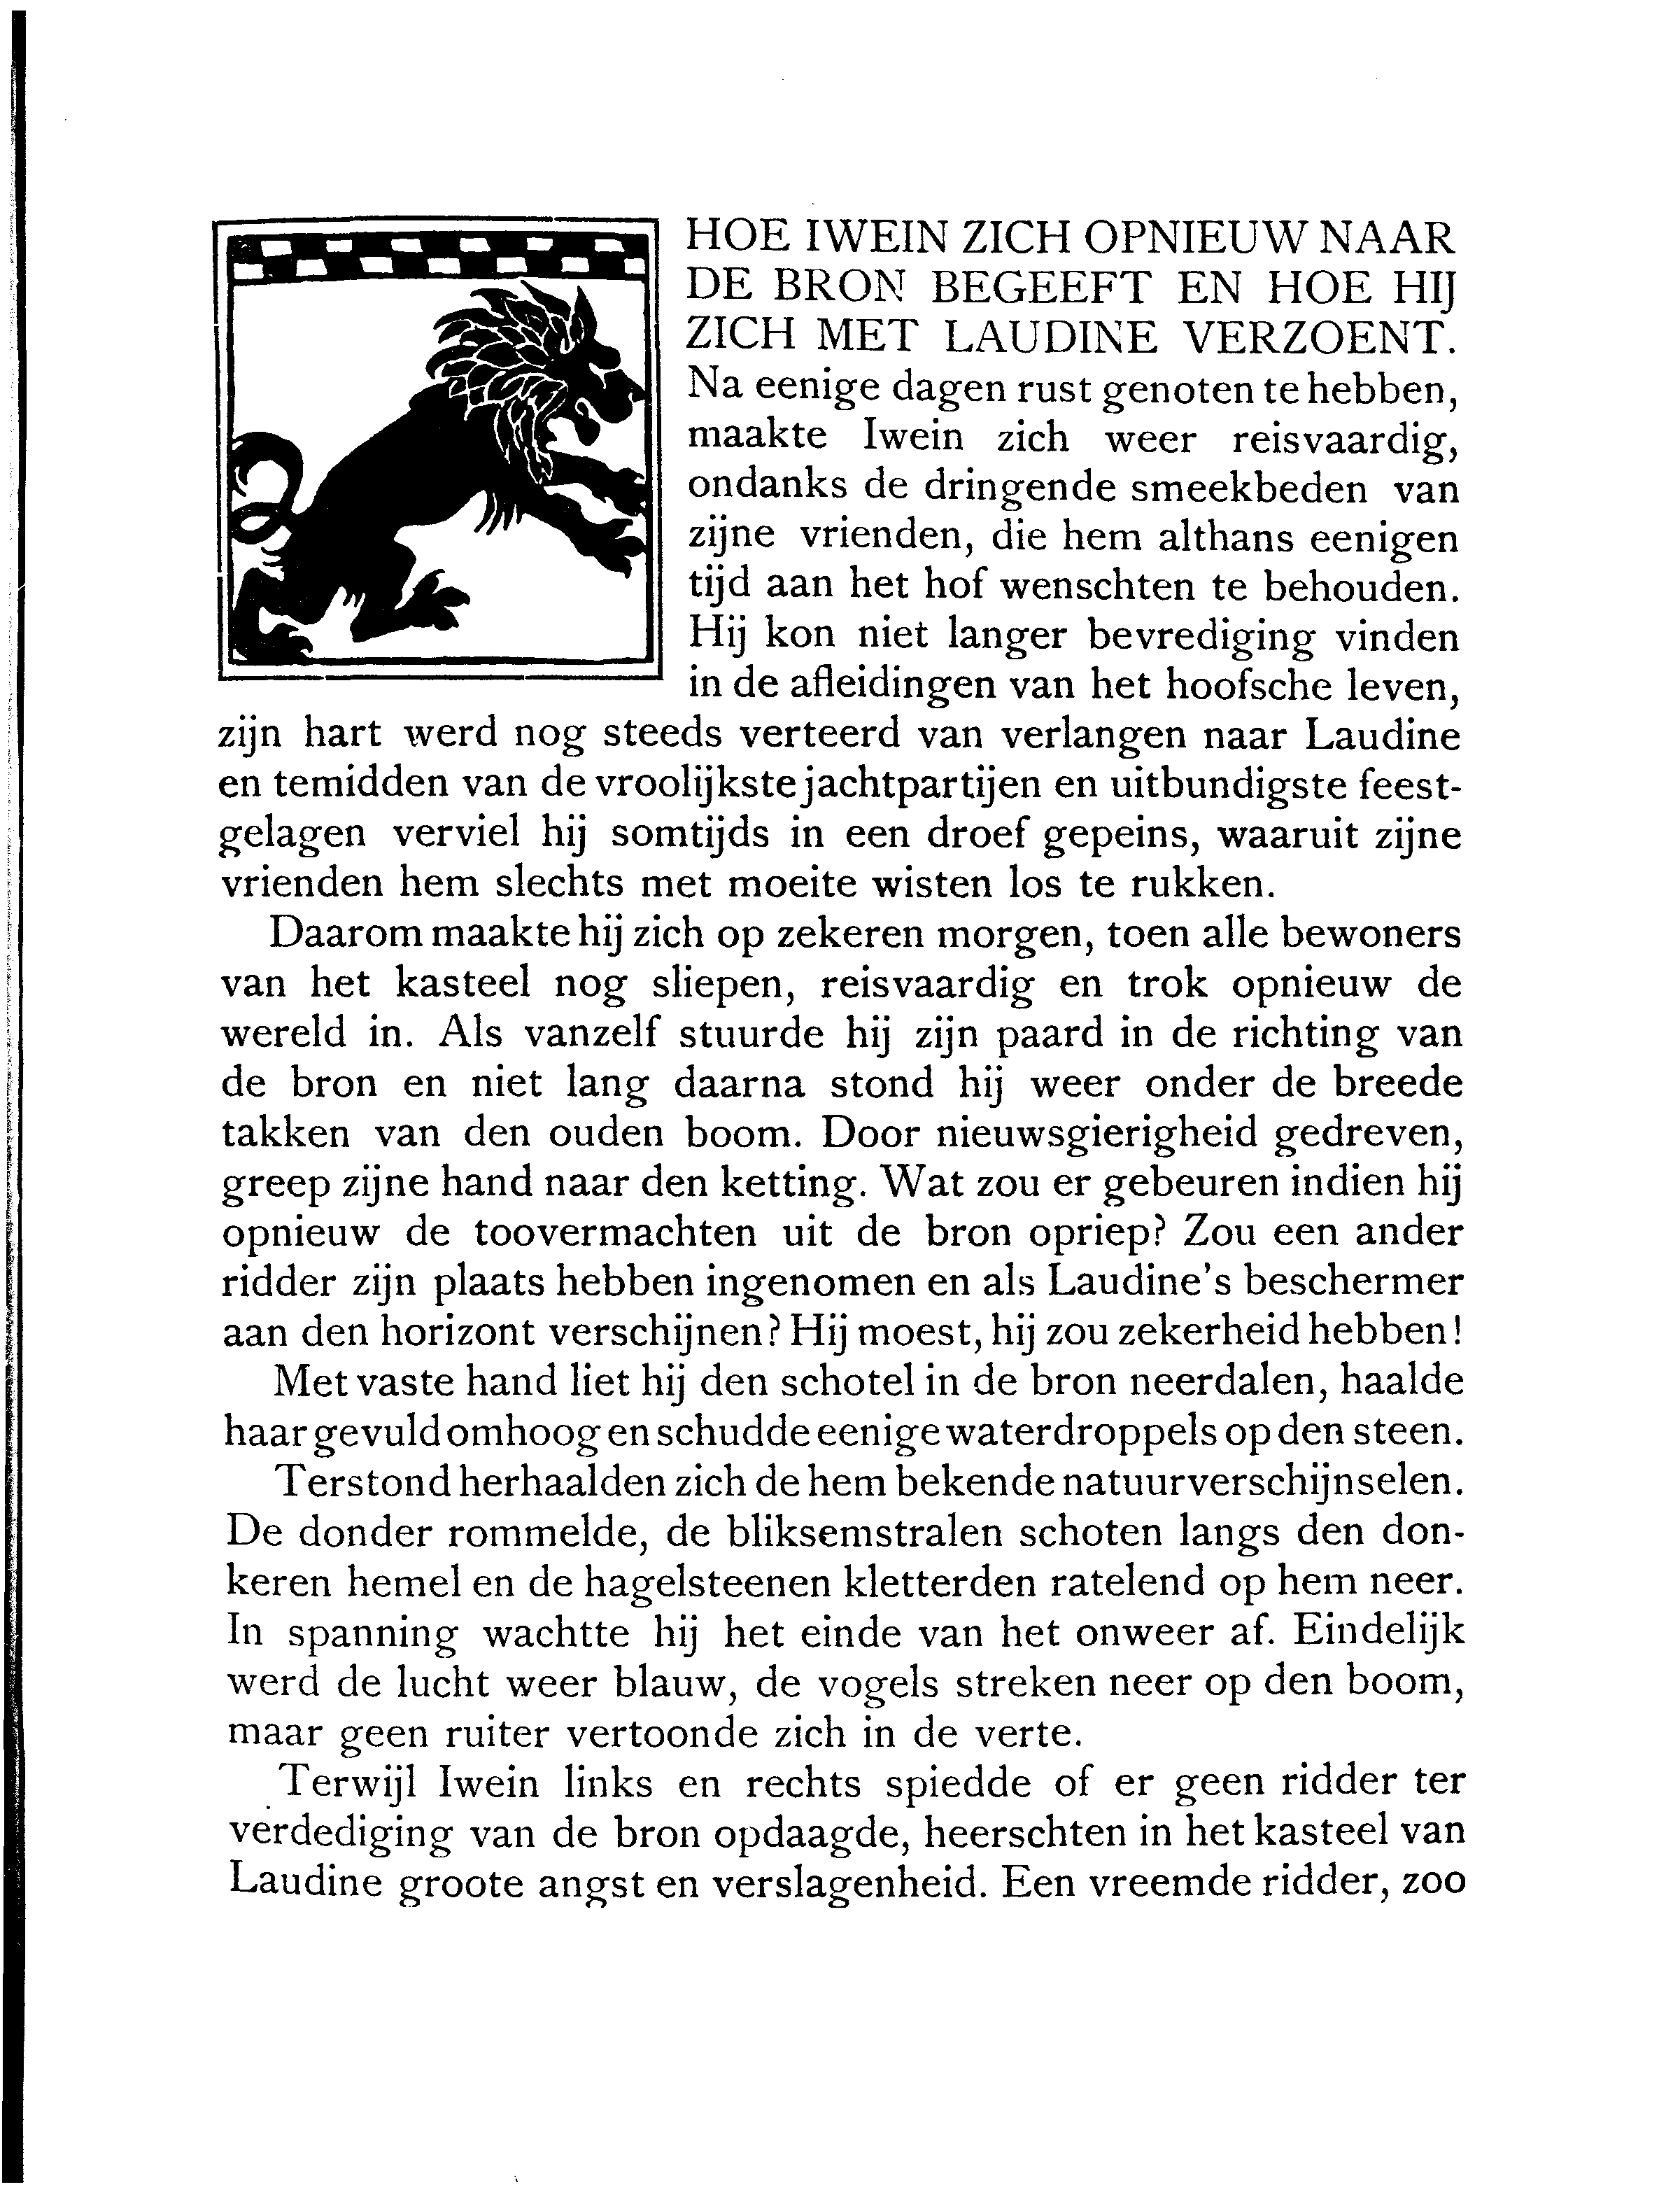 HOE IWEIN ZICH OPNIEUW NAAR
DE BRON BEGEEFT EN HOE HIJ
ZICH MET LAUDINE VERZOENT.
Na eenige dagen rust genoten te hebben,
maakte Iwein zich weer reisvaardig,
ondanks de dringende smeekbeden van
zijne vrienden, die hem althans eenigen
tijd aan het hof wenschten te behouden.
Hij kon niet langer bevrediging vinden
in de afleidingen van het hoofsche leven,
zijn hart werd nog steeds verteerd van verlangen naar Laudine
en temidden van de vroolijkste jachtpartijen en uitbundigste feest-
gelagen verviel hij somtijds in een droef gepeins, waaruit zijne
vrienden hem slechts met moeite wisten los te rukken.
Daarom maakte hij zich op zekeren morgen, toen alle bewoners
van het kasteel nog sliepen, reisvaardig en trok opnieuw de
wereld in. Als vanzelf stuurde hij zijn paard in de richting van
de bron en niet lang daarna stond hij weer onder de breede
takken van den ouden boom. Door nieuwsgierigheid gedreven,
greep zijne hand naar den ketting. Wat zou er gebeuren indien hij
opnieuw de toovermachten uit de bron opriep? Zou een ander
ridder zijn plaats hebben ingenomen en als Laudine's beschermer
aan den horizont verschijnen? Hij moest, hij zou zekerheid hebben!
Met vaste hand liet hij den schotel in de bron neerdalen, haalde
haar gevuld omhoog en schudde eenige waterdroppels op den steen.
Terstond herhaalden zich de hem bekende natuurverschijnselen.
De donder rommelde, de bliksemstralen schoten langs den don-
keren hemel en de hagelsteenen kletterden ratelend op hem neer.
In spanning wachtte hij het einde van het onweer af. Eindelijk
werd de lucht weer blauw, de vogels streken neer op den boom,
maar geen ruiter vertoonde zich in de verte.
Terwijl Iwein links en rechts spiedde of er geen ridder ter
verdediging van de bron opdaagde, heerschten in het kasteel van
Laudine groote angst en verslagenheid. Een vreemde ridder, zoo